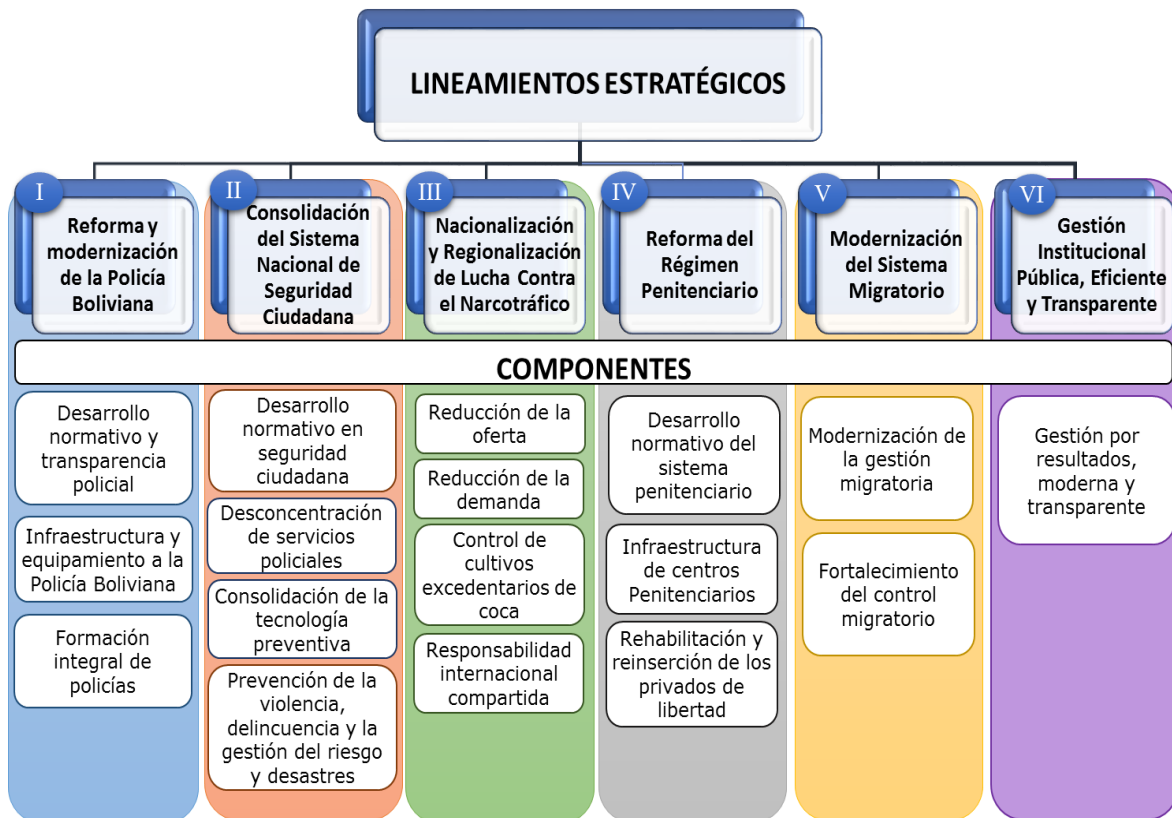 LINEAMIENTOS ESTRATÉGICOS
I
Reforma y
modernización
de la Policía
Boliviana
II
Consolidación
del Sistema
Nacional de
Seguridad
Ciudadana
III
Nacionalización
y Regionalización
de Lucha Contra
el Narcotráfico
IV
Reforma del
Régimen
Penitenciario
V
Modernización
del Sistema
Migratorio
VI
Gestión
Institucional
Pública, Eficiente
y Transparente
COMPONENTES
Desarrollo
normativo y
transparencia
policial
Infraestructura y
equipamiento a la
Policía Boliviana
Formación
integral de
policías
Desarrollo
normativo en
seguridad
ciudadana
Desconcentración
de servicios
policiales
Consolidación de la
tecnología
preventiva
Prevención de la
violencia,
delincuencia y la
gestión del riesgo
y desastres
Reducción de la
oferta
Reducción de la
demanda
Control de
cultivos
excedentarios de
coca
Responsabilidad
internacional
compartida
Desarrollo
normativo del
sistema
penitenciario
Infraestructura
de centros
Penitenciarios
Rehabilitación y
reinserción de los
privados de
libertad
Modernización de
la gestión
migratoria
Fortalecimiento
del control
migratorio
Gestión por
resultados,
moderna y
transparente